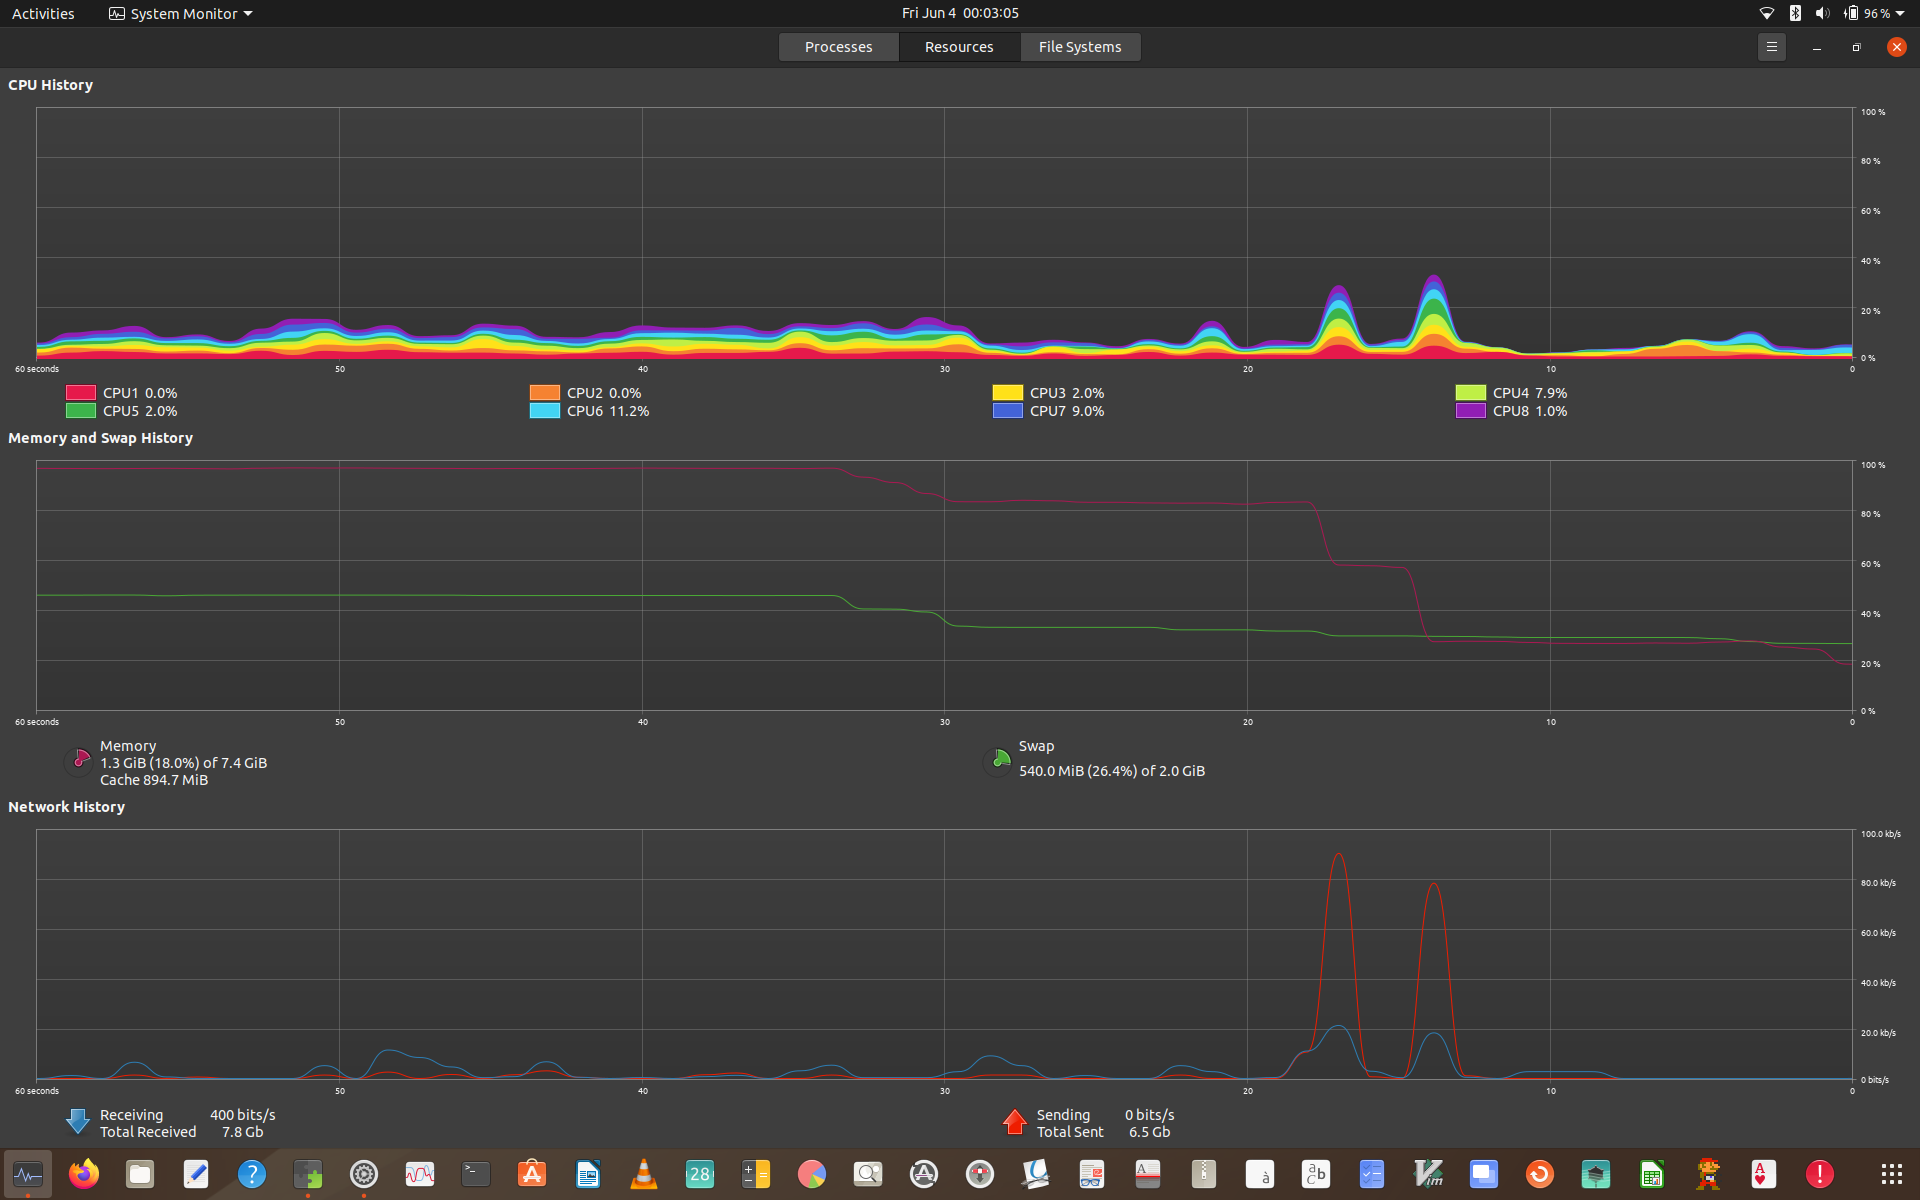 Activities System Monitor Fri Jun 4 00:03:05 96 %
Processes Resources File Systems
CPU History
100 %
80 %
60 %
40 %
20 %
0 %
60 seconds 50 40 30 20 10 0
CPU1 0.0% CPU2 0.0% CPU3 2.0% CPU4 7.9%
CPU5 2.0% CPU6 11.2% CPU7 9.0% CPU8 1.0%
Memory and Swap History
100 %
80 %
60 %
40 %
20 %
0 %
60 seconds 50 40 30 20 10 0
Memory
1.3 GiB (18.0%) of 7.4 GiB
Cache 894.7 MiB
Swap
540.0 MiB (26.4%) of 2.0 GiB
Network History
100.0 kb/s
80.0 kb/s
60.0 kb/s
40.0 kb/s
20.0 kb/s
0 bits/s
60 seconds 50 40 30 20 10 0
Receiving 400 bits/s
Total Received 7.8 Gb
Sending 0 bits/s
Total Sent 6.5 Gb
28